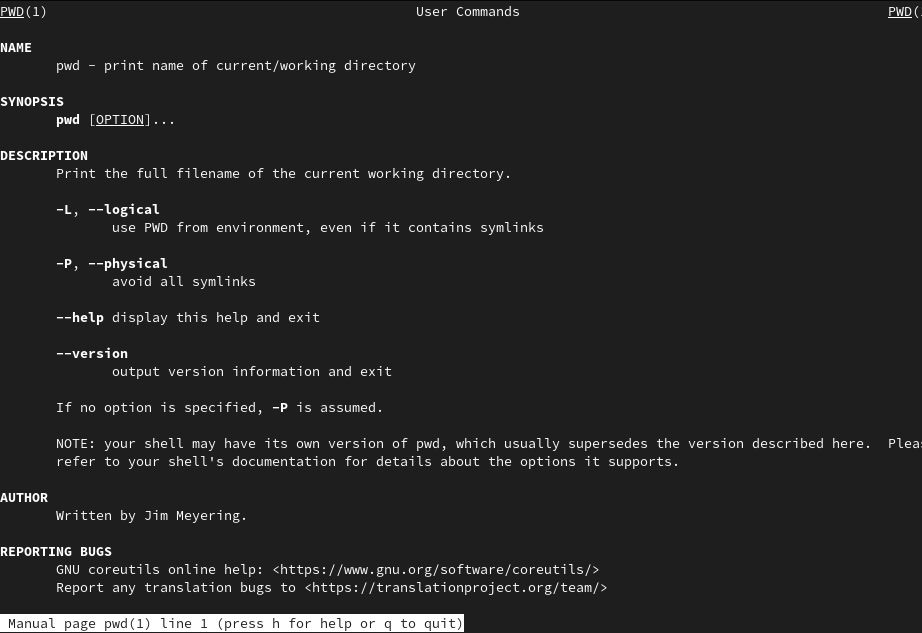 PWD(1) User Commands PWD(
NAME
pwd - print name of current/working directory
SYNOPSIS
pwd [OPTION]...
DESCRIPTION
Print the full filename of the current working directory.
-L, --logical
use PWD from environment, even if it contains symlinks
-P, --physical
avoid all symlinks
--help display this help and exit
--version
output version information and exit
If no option is specified, -P is assumed.
NOTE: your shell may have its own version of pwd, which usually supersedes the version described here. Plea
refer to your shell's documentation for details about the options it supports.
AUTHOR
Written by Jim Meyering.
REPORTING BUGS
GNU coreutils online help: <https://www.gnu.org/software/coreutils/>
Report any translation bugs to <https://translationproject.org/team/>
Manual page pwd(1) line 1 (press h for help or q to quit)